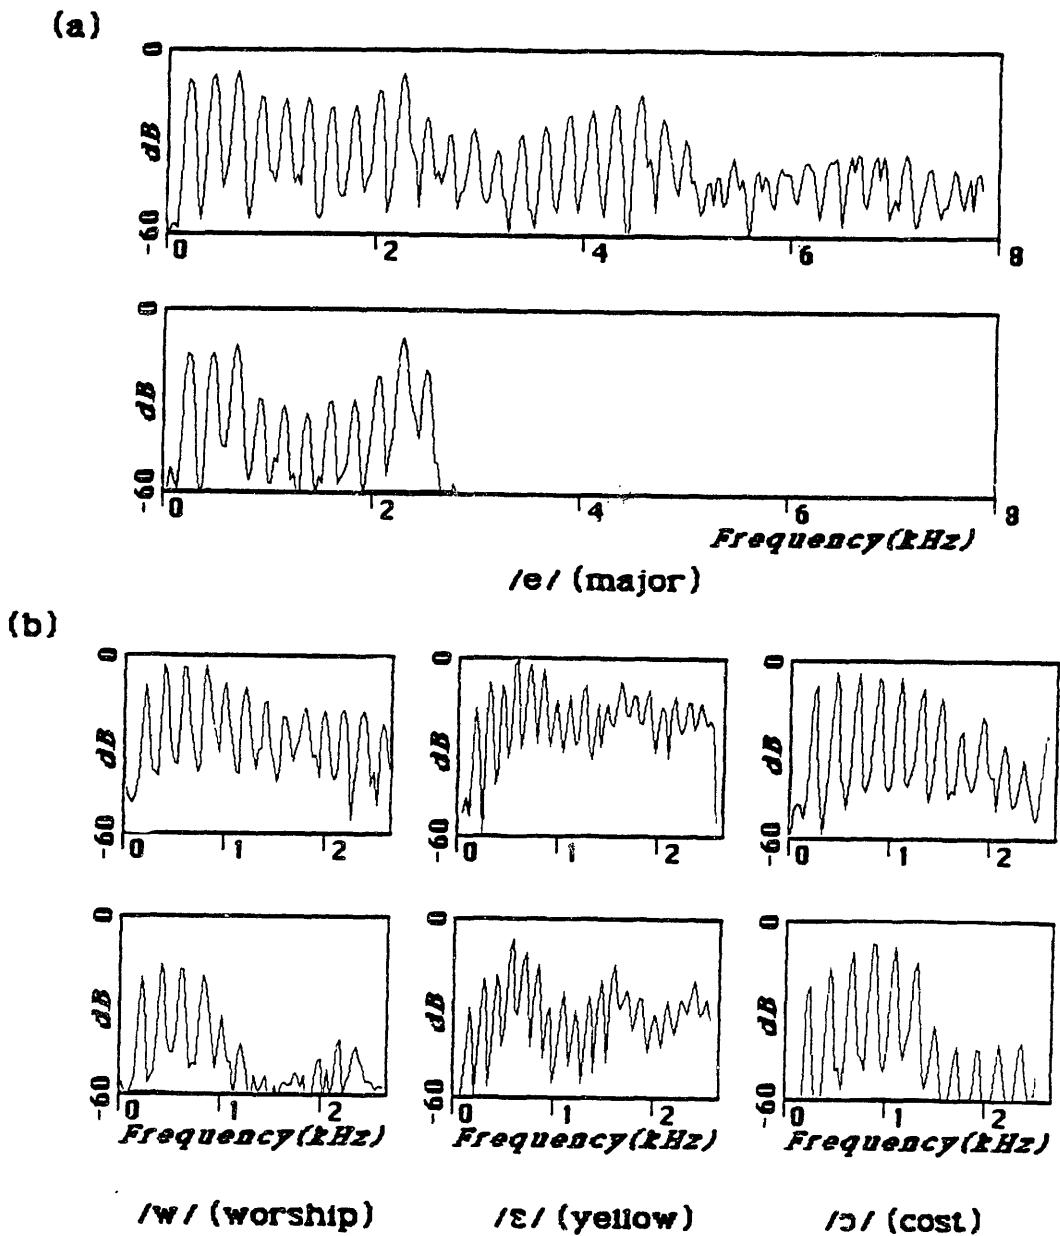 (a)
0
dB
-60
0 2 4 6 8
0
dB
-60
0 2 4 6 8
Frequency(kHz)
/e/ (major)
(b)
0 0 0
dB dB dB
-60 -60 -60
0 1 2 0 1 2 0 1 2
0 0 0
dB dB dB
-60 -60 -60
0 1 2 0 1 2 0 1 2
Frequency(kHz) Frequency(kHz) Frequency(kHz)
/w/ (worship) /ɛ/ (yellow) /ɔ/ (cost)